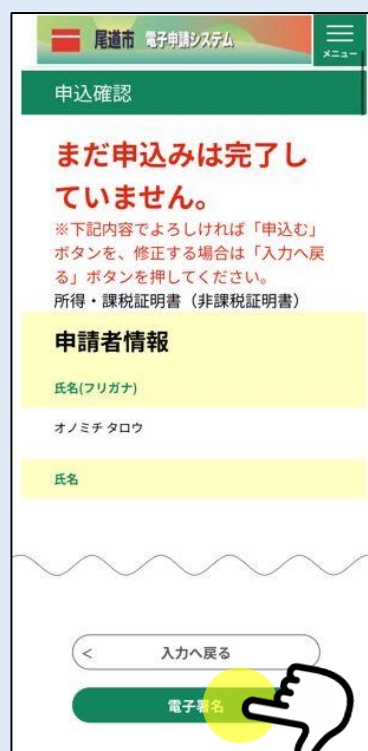 尾道市 電子申請システム
メニュー
申込確認
まだ申込みは完了し
ていません。
※下記内容でよろしければ「申込む」
ボタンを、修正する場合は「入力へ戻
る」ボタンを押してください。
所得・課税証明書（非課税証明書）
申請者情報
氏名(フリガナ)
オノミチ タロウ
氏名
< 入力へ戻る
電子署名